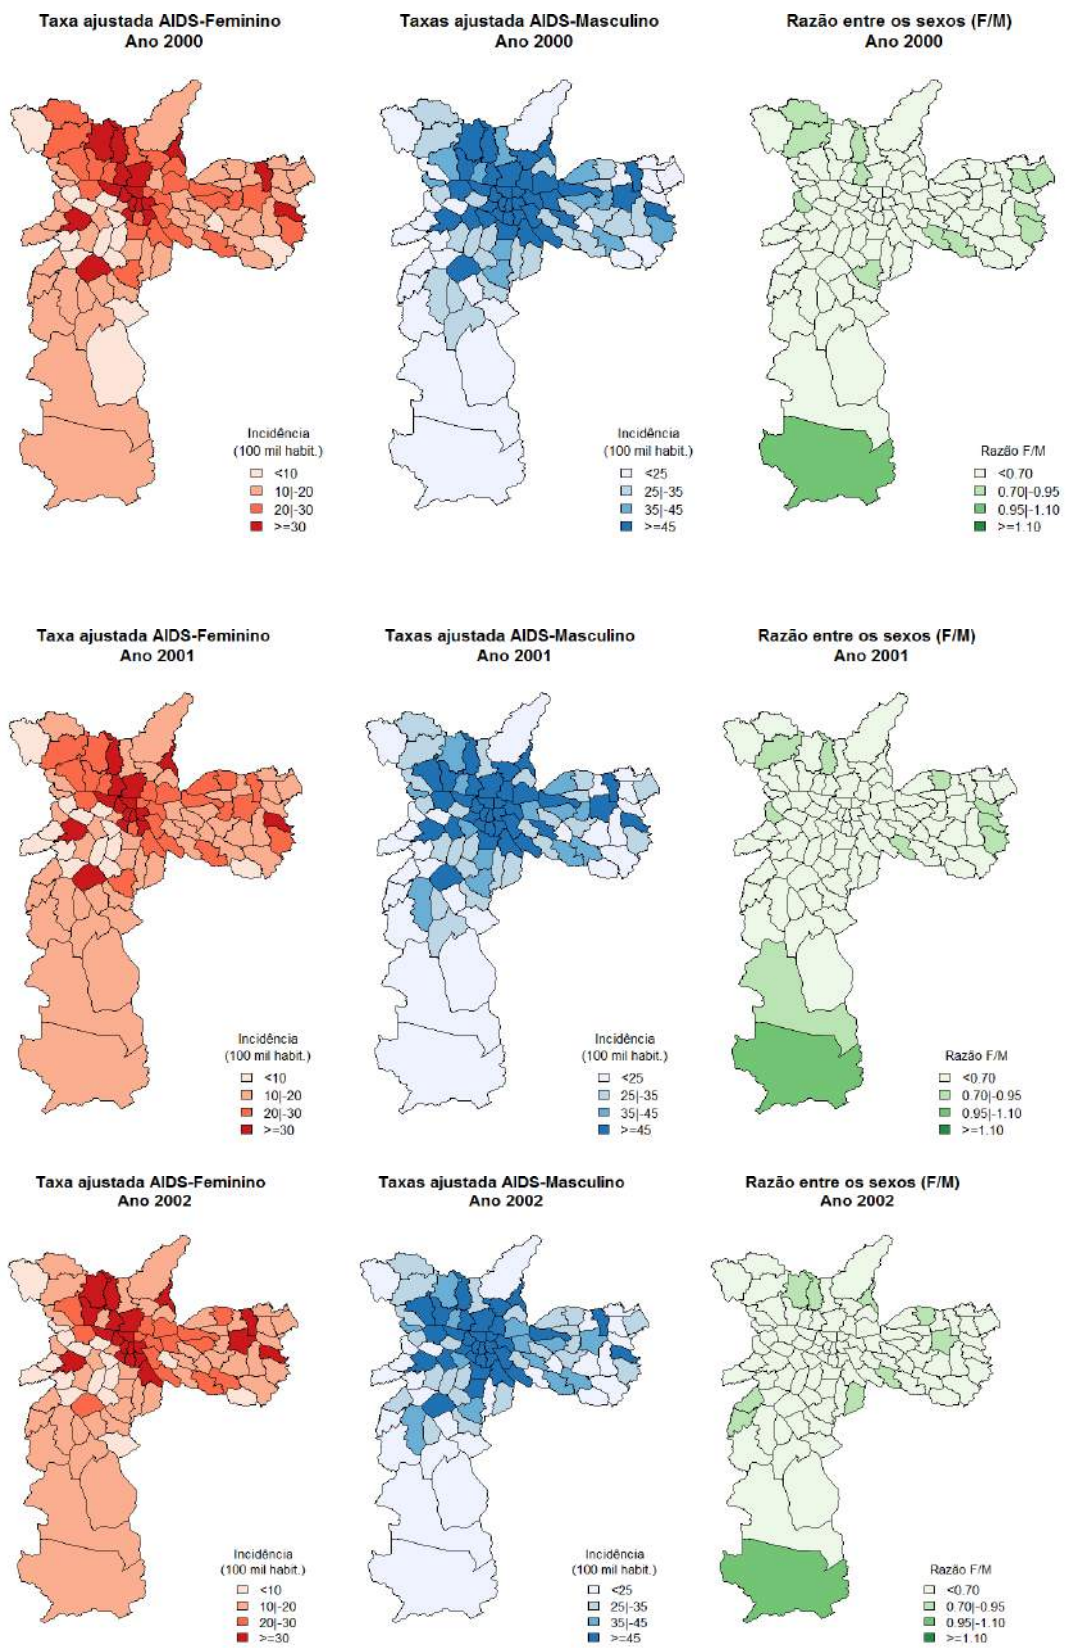 Taxa ajustada AIDS-Feminino
Ano 2000
Taxas ajustada AIDS-Masculino
Ano 2000
Razão entre os sexos (F/M)
Ano 2000
Incidência
(100 mil habit.)
<10
10|-20
20|-30
>=30
Incidência
(100 mil habit.)
<25
25|-35
35|-45
>=45
Razão F/M
<0.70
0.70|-0.95
0.95|-1.10
>=1.10
Taxa ajustada AIDS-Feminino
Ano 2001
Taxas ajustada AIDS-Masculino
Ano 2001
Razão entre os sexos (F/M)
Ano 2001
Incidência
(100 mil habit.)
<10
10|-20
20|-30
>=30
Incidência
(100 mil habit.)
<25
25|-35
35|-45
>=45
Razão F/M
<0.70
0.70|-0.95
0.95|-1.10
>=1.10
Taxa ajustada AIDS-Feminino
Ano 2002
Taxas ajustada AIDS-Masculino
Ano 2002
Razão entre os sexos (F/M)
Ano 2002
Incidência
(100 mil habit.)
<10
10|-20
20|-30
>=30
Incidência
(100 mil habit.)
<25
25|-35
35|-45
>=45
Razão F/M
<0.70
0.70|-0.95
0.95|-1.10
>=1.10